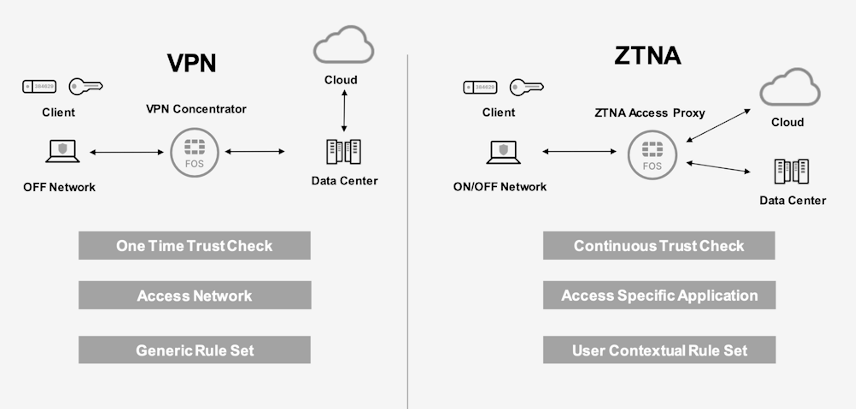 VPN
Cloud
Client
VPN Concentrator
FOS
OFF Network
Data Center
One Time Trust Check
Access Network
Generic Rule Set
ZTNA
Client
ZTNA Access Proxy
Cloud
FOS
ON/OFF Network
Data Center
Continuous Trust Check
Access Specific Application
User Contextual Rule Set